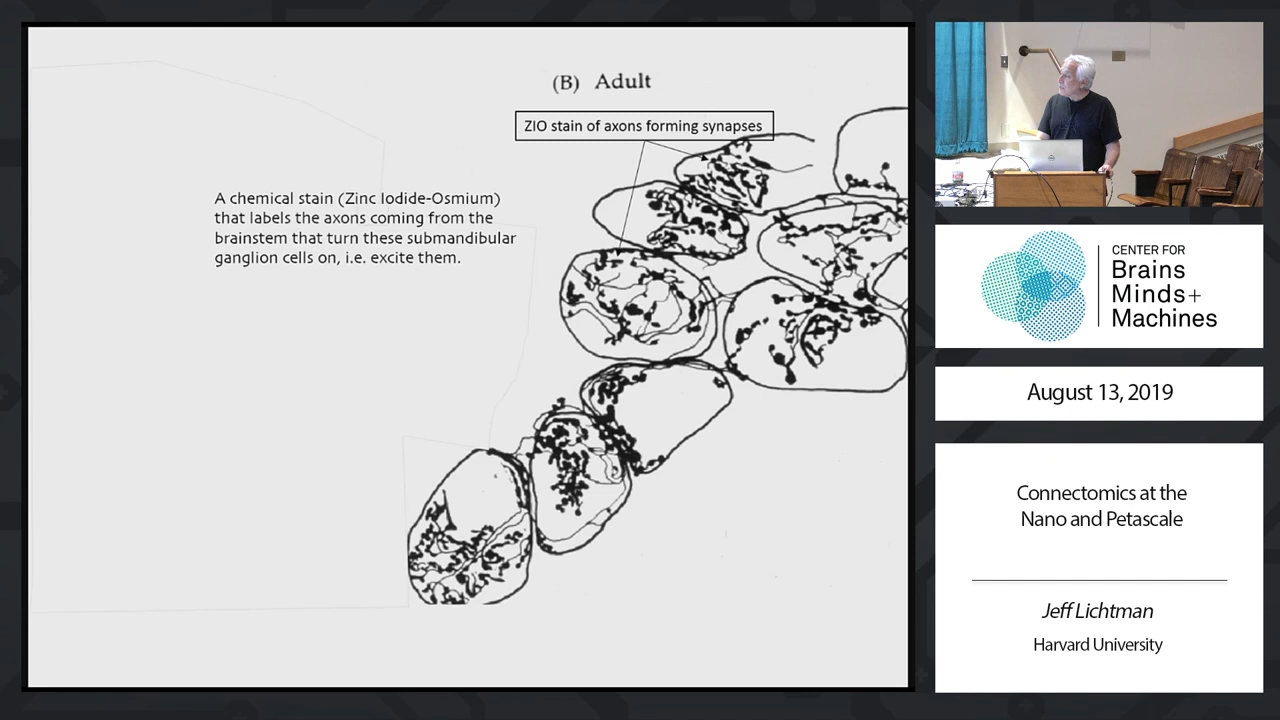 (B) Adult
ZIO stain of axons forming synapses
A chemical stain (Zinc Iodide-Osmium)
that labels the axons coming from the
brainstem that turn these submandibular
ganglion cells on, i.e. excite them.
CENTER FOR
Brains
Minds+
Machines
August 13, 2019
Connectomics at the
Nano and Petascale
Jeff Lichtman
Harvard University